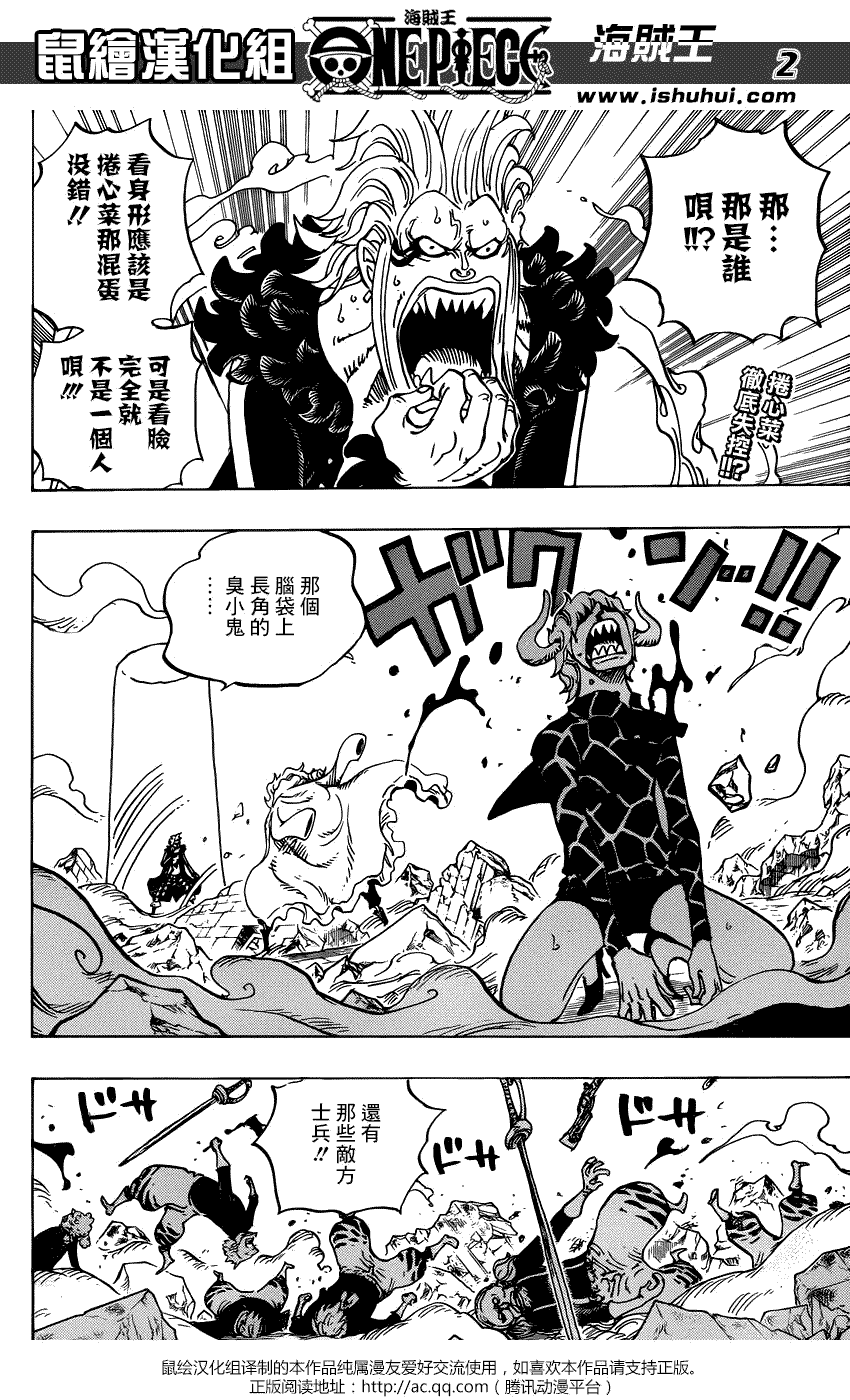 鼠繪漢化組
海賊王
ONE PIECE
海賊王
www.ishuhui.com
2
那…
那是誰
唄!!?
捲心菜
徹底失控!!?
看身形應該是
捲心菜那混蛋
没錯!!
可是看臉
完全就
不是一個人
唄!!!
ガクン!!
那個
腦袋上
長角的
臭小鬼
……
ドサ
還有
那些敵方
士兵!!
ドサ
ドサ
ドサ
鼠绘汉化组译制的本作品纯属漫友爱好交流使用，如喜欢本作品请支持正版。
正版阅读地址：http://ac.qq.com（腾讯动漫平台）